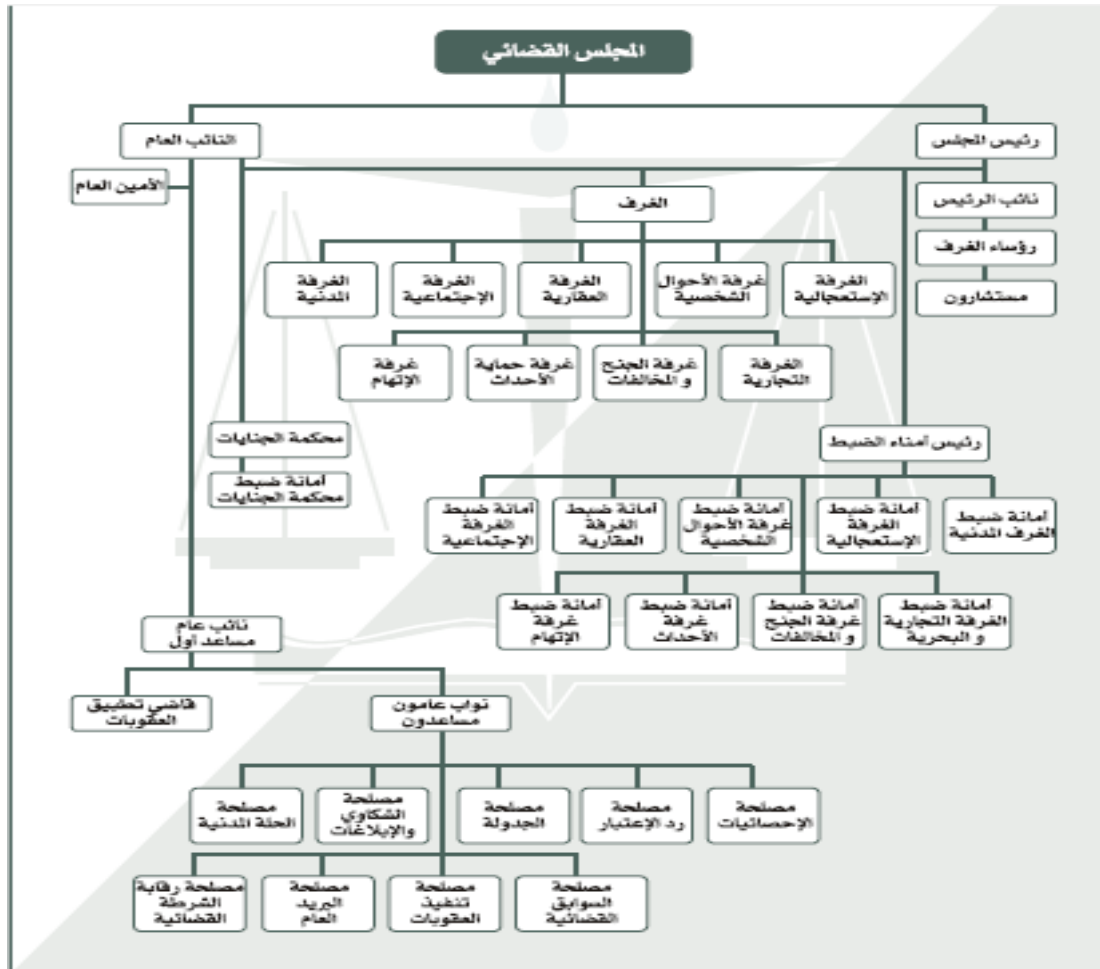 المجلس القضائي
رئيس المجلس
النائب العام
نائب الرئيس
رؤساء الغرف
مستشارون
الأمين العام
الغرف
الغرفة
الإستعجالية
غرفة الأحوال
الشخصية
الغرفة
العقارية
الغرفة
الإجتماعية
الغرفة
المدنية
الغرفة
التجارية
غرفة الجنح
و المخالفات
غرفة حماية
الأحداث
غرفة
الإتهام
محكمة الجنايات
أمانة ضبط
محكمة الجنايات
رئيس أمناء الضبط
أمانة ضبط
الغرف المدنية
أمانة ضبط
الغرفة
الإستعجالية
أمانة ضبط
غرفة الأحوال
الشخصية
أمانة ضبط
الغرفة
العقارية
أمانة ضبط
الغرفة
الإجتماعية
أمانة ضبط
الغرفة التجارية
و البحرية
أمانة ضبط
غرفة الجنح
و المخالفات
أمانة ضبط
غرفة
الأحداث
أمانة ضبط
غرفة
الإتهام
نائب عام
مساعد أول
نواب عامون
مساعدون
قاضي تطبيق
العقوبات
مصلحة
الإحصائيات
مصلحة
رد الإعتبار
مصلحة
الجدولة
مصلحة
الشكاوي
والإبلاغات
مصلحة
الحالة المدنية
مصلحة
السوابق
القضائية
مصلحة
تنفيذ
العقوبات
مصلحة
البريد
العام
مصلحة رقابة
الشرطة
القضائية